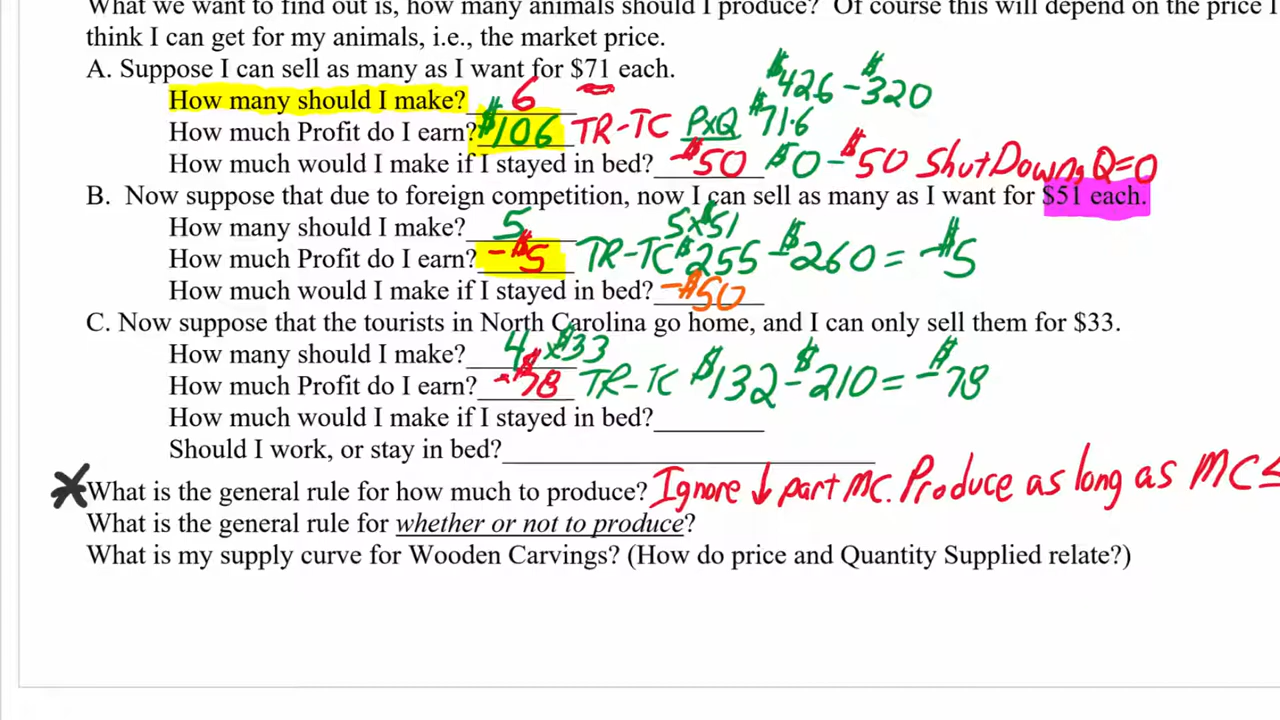 What we want to find out is, how many animals should I produce? Of course this will depend on the price I
think I can get for my animals, i.e., the market price.
A. Suppose I can sell as many as I want for $71 each. $426 - $320
How many should I make? 6
How much Profit do I earn? $106 TR-TC PxQ $71·6
How much would I make if I stayed in bed? -$50 $0 - $50 Shut Down, Q=0
B. Now suppose that due to foreign competition, now I can sell as many as I want for $51 each.
How many should I make? 5 5x$51
How much Profit do I earn? -$5 TR-TC $255 - $260 = -$5
How much would I make if I stayed in bed? -$50
C. Now suppose that the tourists in North Carolina go home, and I can only sell them for $33.
How many should I make? 4 x$33
How much Profit do I earn? -$78 TR-TC $132 - $210 = -$78
How much would I make if I stayed in bed?
Should I work, or stay in bed?
What is the general rule for how much to produce? Ignore ↓ part MC. Produce as long as MC≤
What is the general rule for whether or not to produce?
What is my supply curve for Wooden Carvings? (How do price and Quantity Supplied relate?)